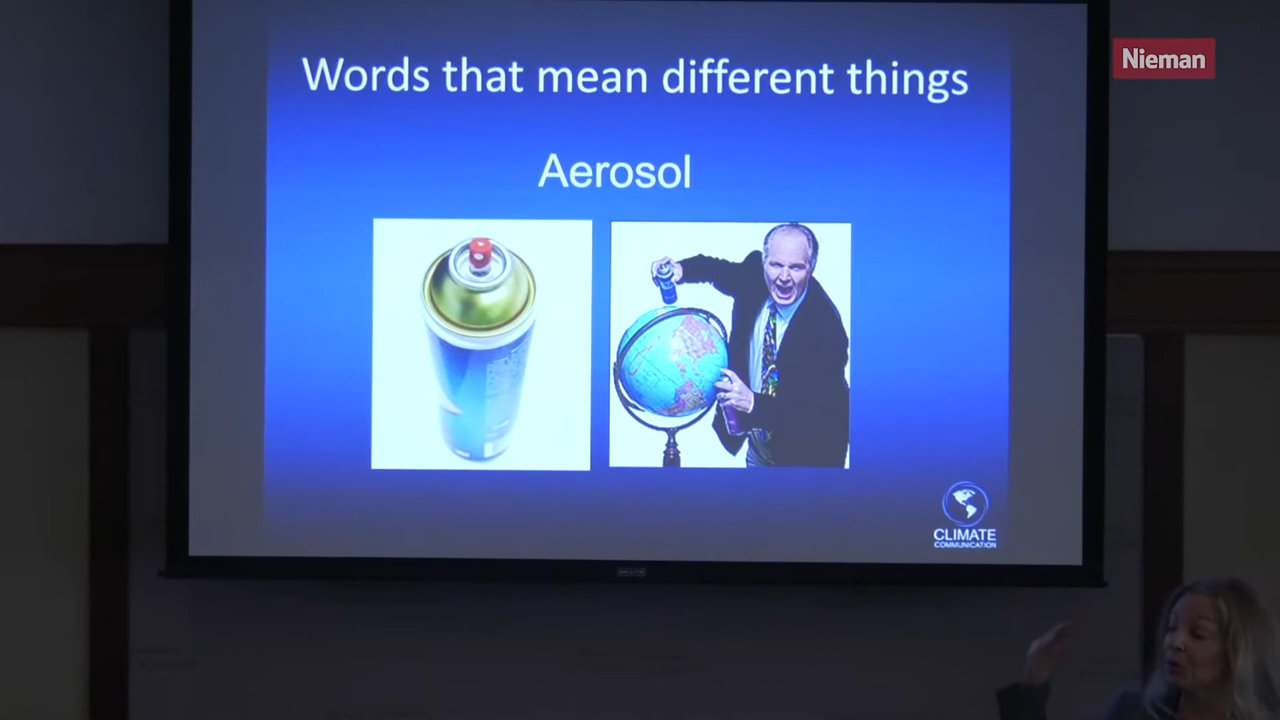 Nieman
Words that mean different things
Aerosol
CLIMATE
COMMUNICATION